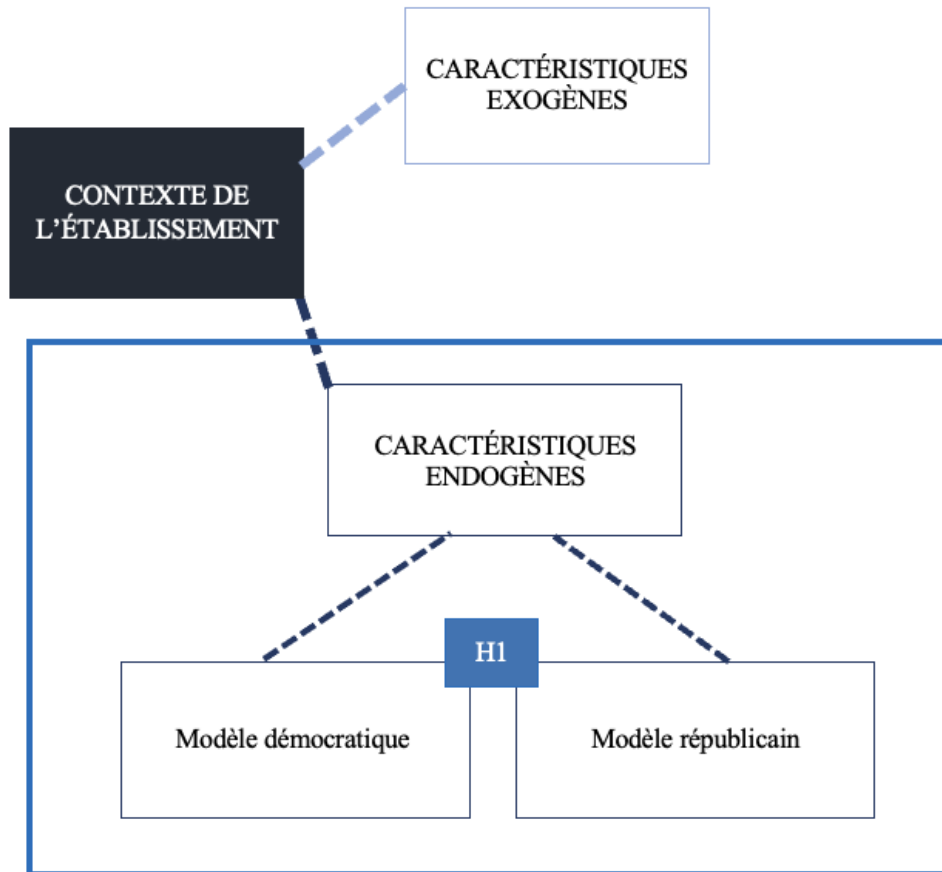 CARACTÉRISTIQUES
EXOGÈNES
CONTEXTE DE
L’ÉTABLISSEMENT
CARACTÉRISTIQUES
ENDOGÈNES
H1
Modèle démocratique
Modèle républicain